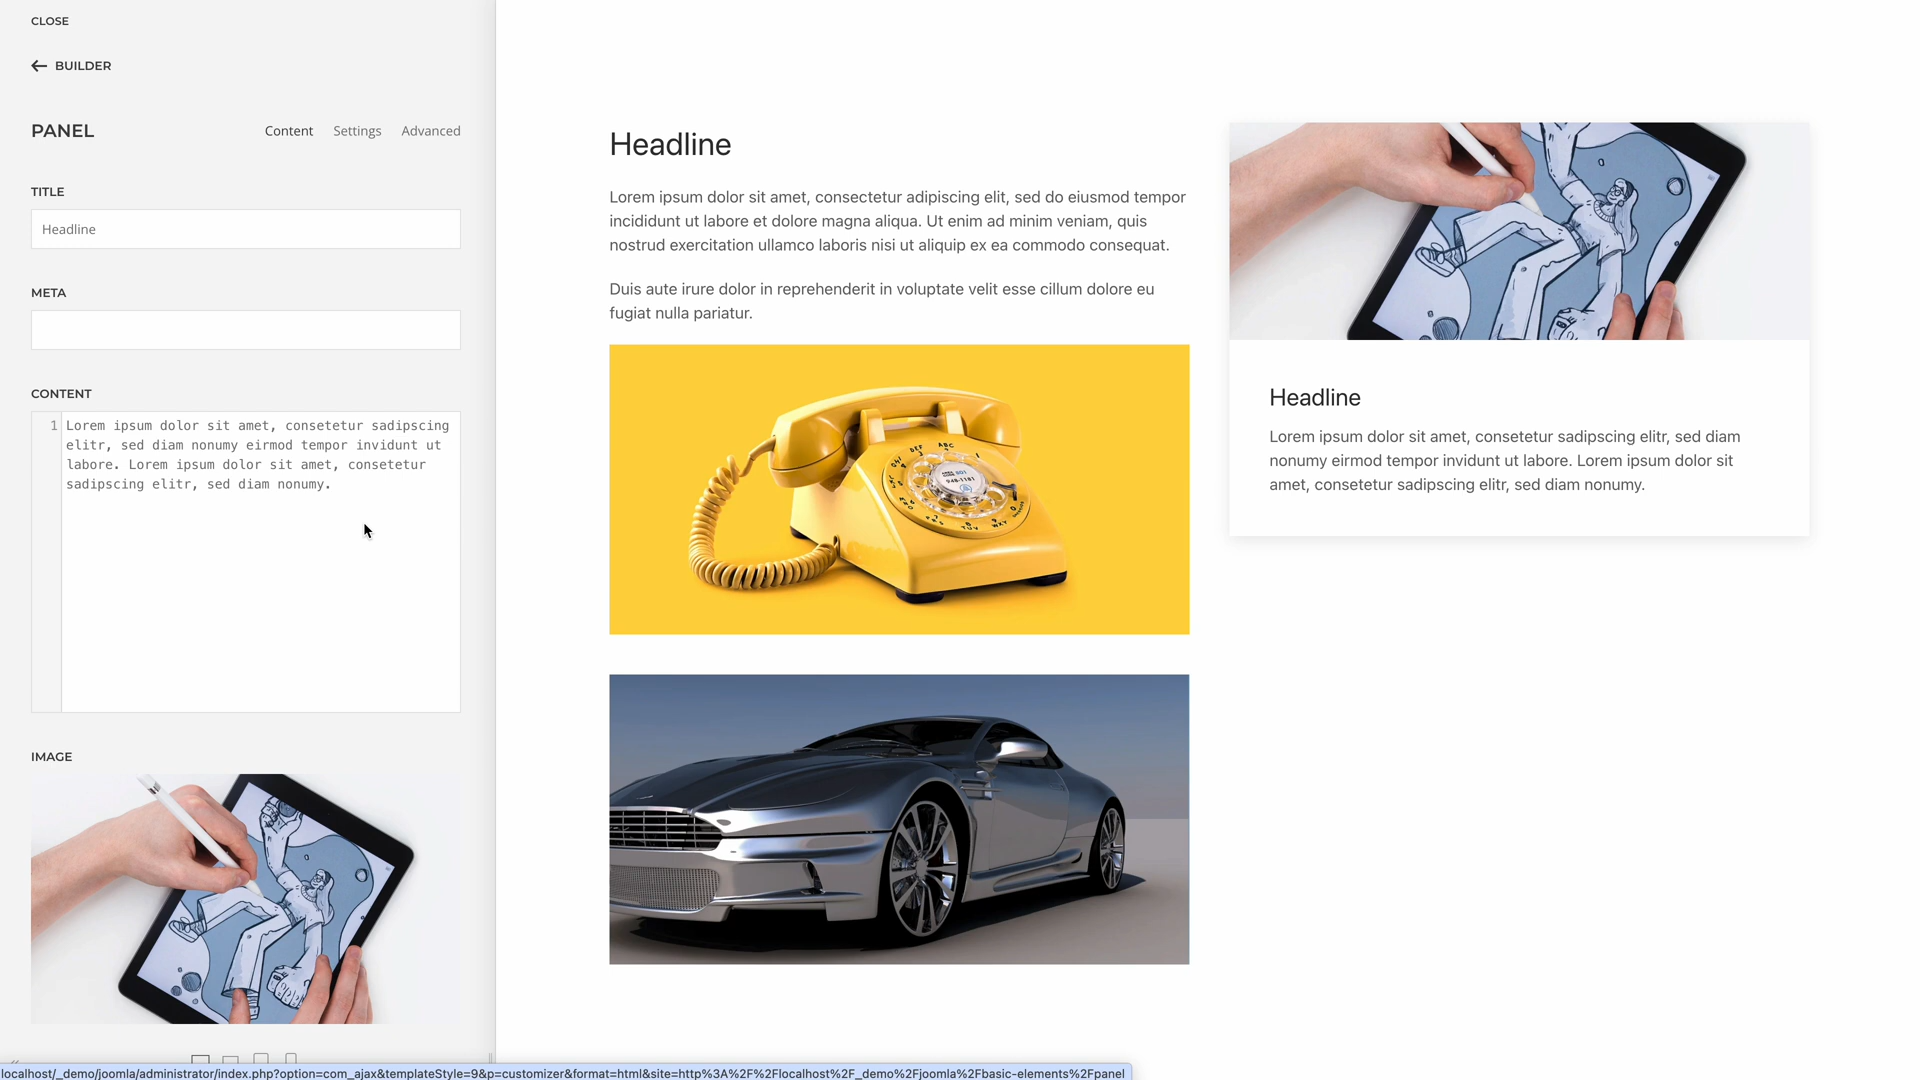 CLOSE
BUILDER
PANEL
Content Settings Advanced
TITLE
Headline
META
CONTENT
1
Lorem ipsum dolor sit amet, consetetur sadipscing
elitr, sed diam nonumy eirmod tempor invidunt ut
labore. Lorem ipsum dolor sit amet, consetetur
sadipscing elitr, sed diam nonumy.
IMAGE
Headline
Lorem ipsum dolor sit amet, consectetur adipiscing elit, sed do eiusmod tempor
incididunt ut labore et dolore magna aliqua. Ut enim ad minim veniam, quis
nostrud exercitation ullamco laboris nisi ut aliquip ex ea commodo consequat.
Duis aute irure dolor in reprehenderit in voluptate velit esse cillum dolore eu
fugiat nulla pariatur.
DEF ABC
WXY
Headline
Lorem ipsum dolor sit amet, consetetur sadipscing elitr, sed diam
nonumy eirmod tempor invidunt ut labore. Lorem ipsum dolor sit
amet, consetetur sadipscing elitr, sed diam nonumy.
localhost/_demo/joomla/administrator/index.php?option=com_ajax&templateStyle=9&p=customizer&format=html&site=http%3A%2F%2Flocalhost%2F_demo%2Fjoomla%2Fbasic-elements%2Fpanel